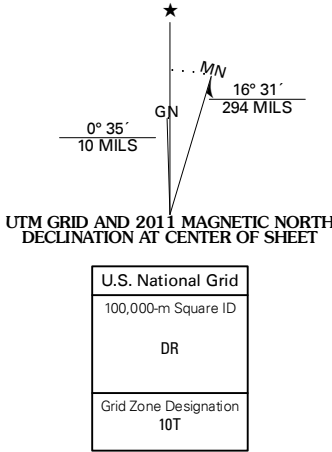 ★
MN
GN
16° 31´
294 MILS
0° 35´
10 MILS
UTM GRID AND 2011 MAGNETIC NORTH
DECLINATION AT CENTER OF SHEET
U.S. National Grid
100,000-m Square ID
DR
Grid Zone Designation
10T